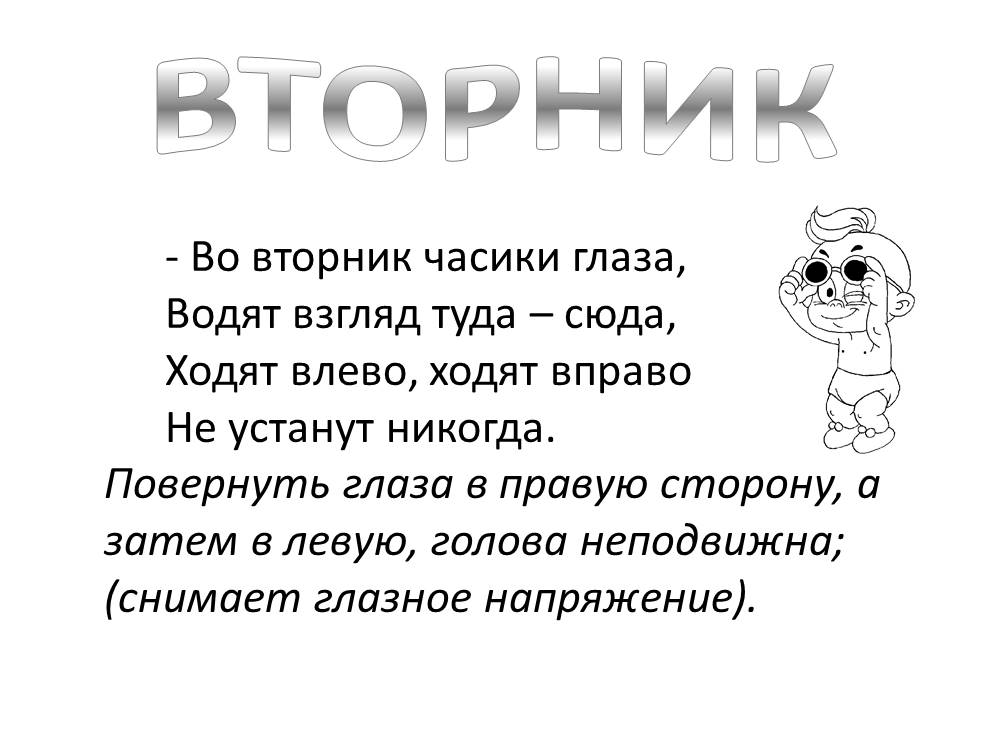 ВТОРНИК
- Во вторник часики глаза,
Водят взгляд туда – сюда,
Ходят влево, ходят вправо
Не устанут никогда.
Повернуть глаза в правую сторону, а
затем в левую, голова неподвижна;
(снимает глазное напряжение).